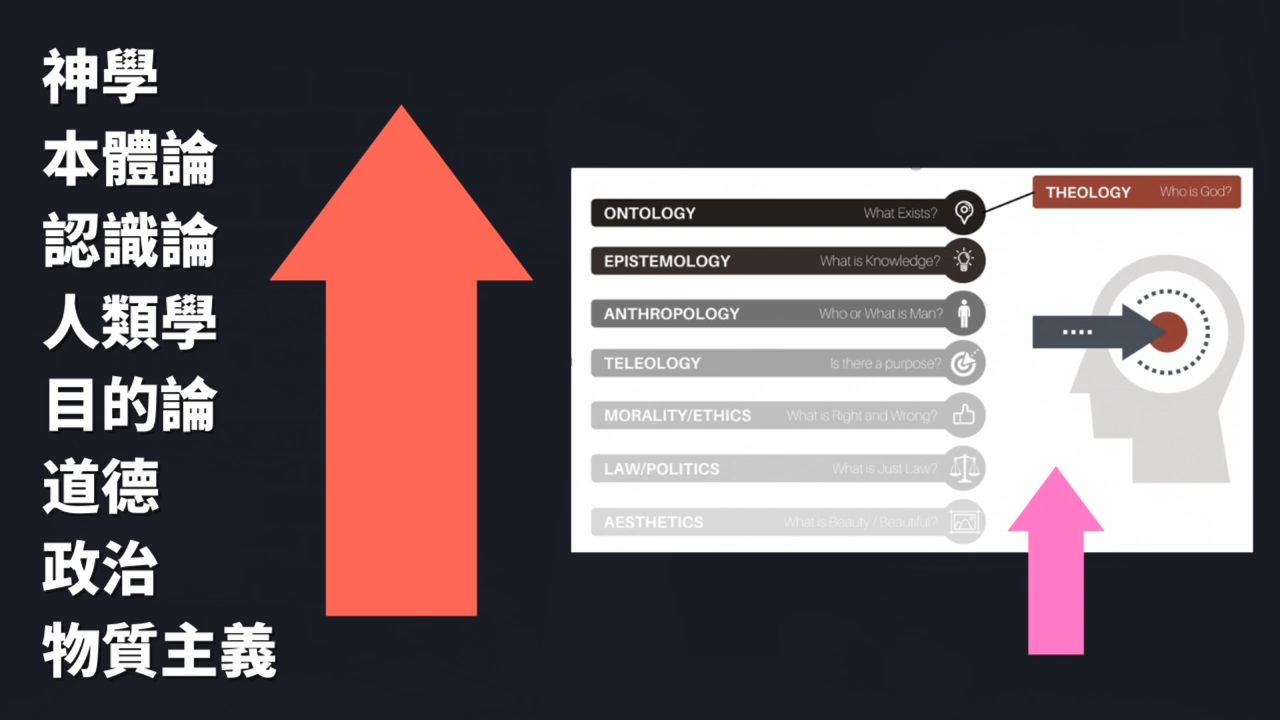 神學
本體論
認識論
人類學
目的論
道德
政治
物質主義
ONTOLOGY What Exists?
THEOLOGY Who is God?
EPISTEMOLOGY What is Knowledge?
ANTHROPOLOGY Who or What is Man?
TELEOLOGY Is there a purpose?
MORALITY/ETHICS What is Right and Wrong?
LAW/POLITICS What is Just Law?
AESTHETICS What is Beauty / Beautiful?